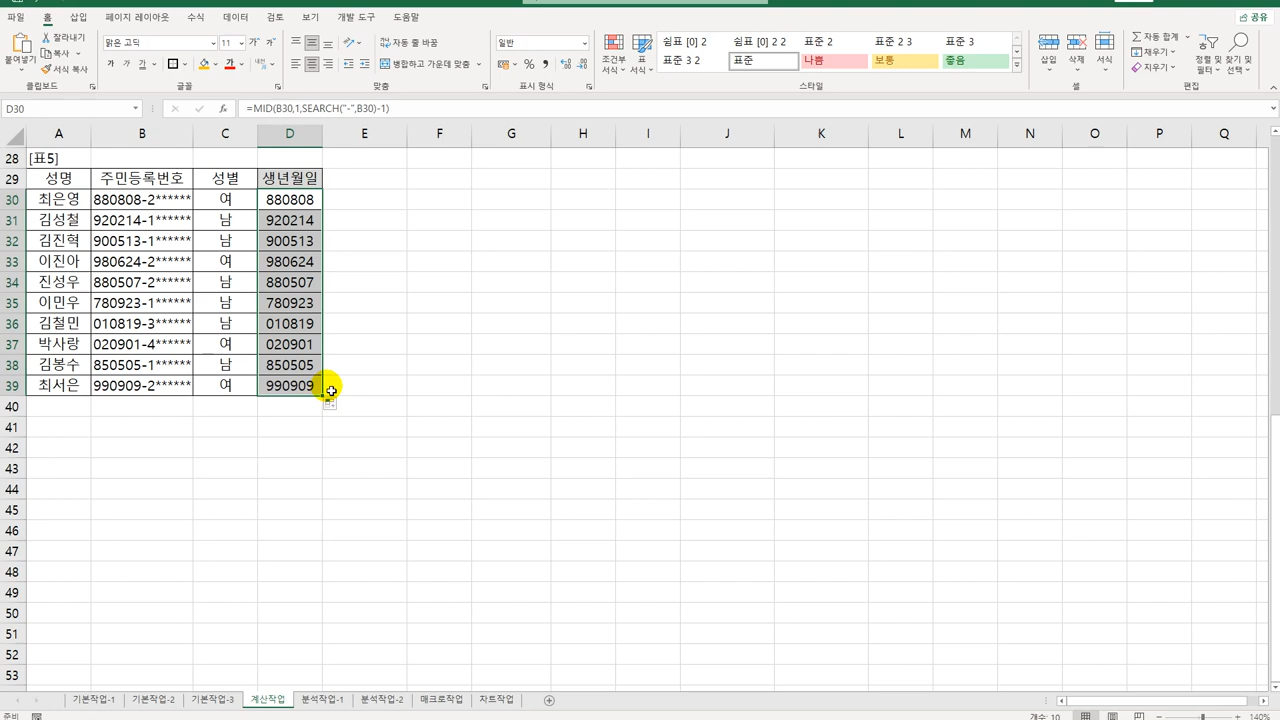 파일 홈 삽입 페이지 레이아웃 수식 데이터 검토 보기 개발 도구 도움말 공유
잘라내기 맑은 고딕 11 자동 줄 바꿈 일반 쉼표 [0] 2 쉼표 [0] 2 2 표준 2 표준 2 3 표준 3 자동 합계
붙여넣기 복사 채우기
서식 복사 가 가 가 병합하고 가운데 맞춤 조건부 서식 표 서식 표준 3 2 표준 나쁨 보통 좋음 삽입 삭제 서식 지우기 정렬 및 필터 찾기 및 선택
클립보드 글꼴 맞춤 표시 형식 스타일 셀 편집
D30 fx =MID(B30,1,SEARCH("-",B30)-1)
A B C D E F G H I J K L M N O P Q
28 [표5]
29 성명 주민등록번호 성별 생년월일
30 최은영 880808-2****** 여 880808
31 김성철 920214-1****** 남 920214
32 김진혁 900513-1****** 남 900513
33 이진아 980624-2****** 여 980624
34 진성우 880507-2****** 남 880507
35 이민우 780923-1****** 남 780923
36 김철민 010819-3****** 남 010819
37 박사랑 020901-4****** 여 020901
38 김봉수 850505-1****** 남 850505
39 최서은 990909-2****** 여 990909
40
41
42
43
44
45
46
47
48
49
50
51
52
53
기본작업-1 기본작업-2 기본작업-3 계산작업 분석작업-1 분석작업-2 매크로작업 차트작업
준비 개수: 10 140%